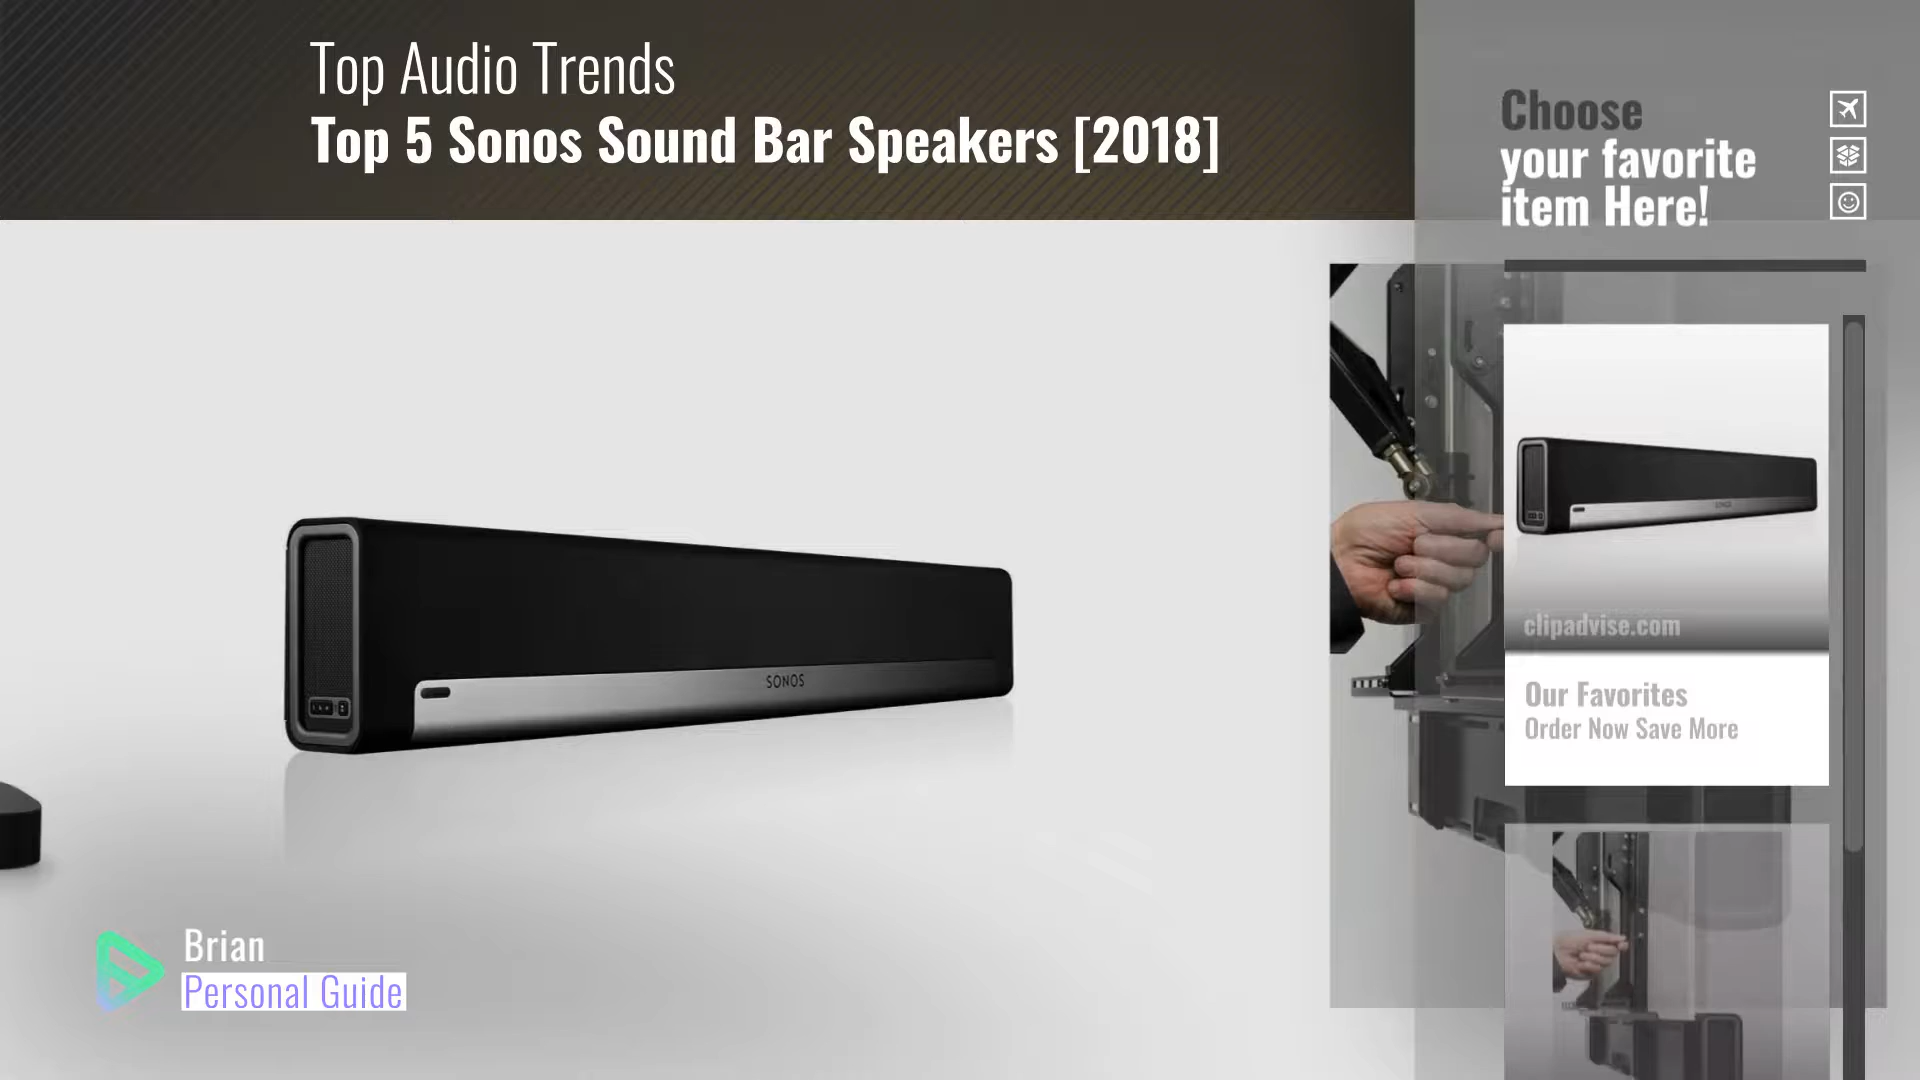 Top Audio Trends
Top 5 Sonos Sound Bar Speakers [2018]
Choose
your favorite
item Here!
SONOS
SONOS
clipadvise.com
Our Favorites
Order Now Save More
Brian
Personal Guide